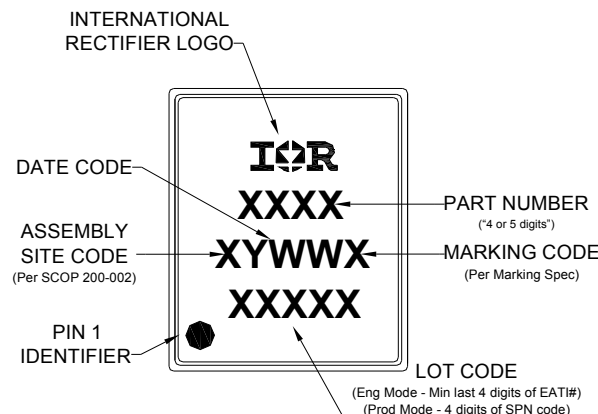 INTERNATIONAL
RECTIFIER LOGO
IOR
DATE CODE
XXXX
PART NUMBER
("4 or 5 digits")
ASSEMBLY
SITE CODE
(Per SCOP 200-002)
XYWWX
MARKING CODE
(Per Marking Spec)
XXXXX
PIN 1
IDENTIFIER
LOT CODE
(Eng Mode - Min last 4 digits of EATI#)
(Prod Mode - 4 digits of SPN code)